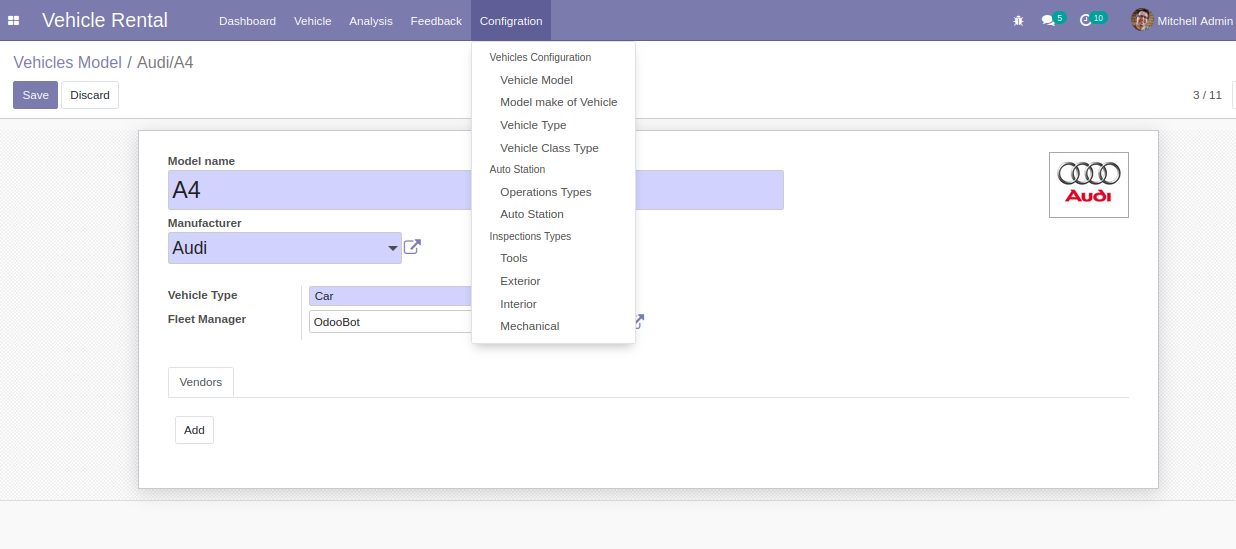 Vehicle Rental Dashboard Vehicle Analysis Feedback Configration 5 10 Mitchell Admin
Vehicles Model / Audi/A4
Save Discard
3 / 11
Vehicles Configuration
Vehicle Model
Model make of Vehicle
Vehicle Type
Vehicle Class Type
Auto Station
Operations Types
Auto Station
Inspections Types
Tools
Exterior
Interior
Mechanical
Model name
A4
Manufacturer
Audi
Audi
Vehicle Type Car
Fleet Manager OdooBot
Vendors
Add